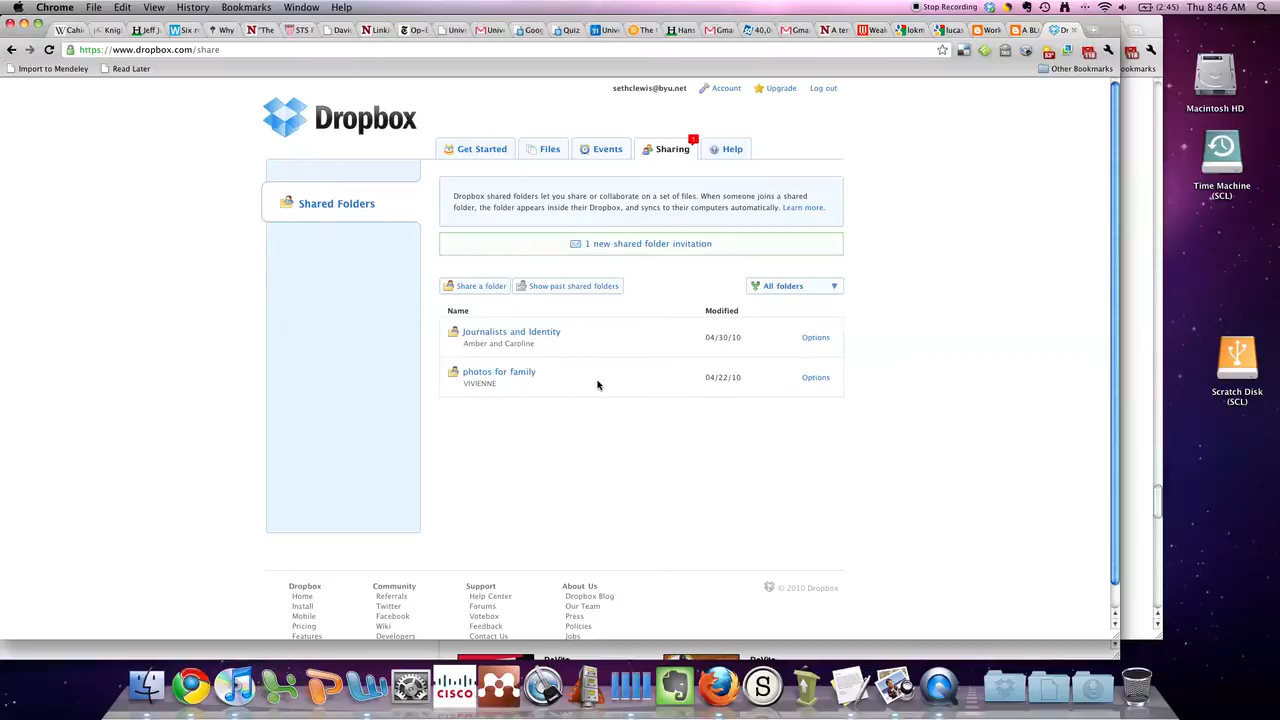 Chrome File Edit View History Bookmarks Window Help
Stop Recording (2:45) Thu 8:46 AM
https://www.dropbox.com/share
Import to Mendeley Read Later
Other Bookmarks
sethclewis@byu.net Account Upgrade Log out
Dropbox
Get Started Files Events Sharing 1 Help
Shared Folders
Dropbox shared folders let you share or collaborate on a set of files. When someone joins a shared
folder, the folder appears inside their Dropbox, and syncs to their computers automatically. Learn more.
1 new shared folder invitation
Share a folder Show past shared folders All folders
Name Modified
Journalists and Identity 04/30/10 Options
Amber and Caroline
photos for family 04/22/10 Options
VIVIENNE
Dropbox Community Support About Us
© 2010 Dropbox
Home Referrals Help Center Dropbox Blog
Install Twitter Forums Our Team
Mobile Facebook Votebox Press
Pricing Wiki Feedback Policies
Features Developers Contact Us Jobs
Macintosh HD
Time Machine
(SCL)
Scratch Disk
(SCL)
CISCO